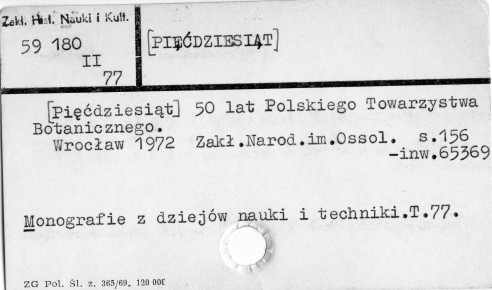 Zakł. Hist. Nauki i Kult.
59 180
II
77
[PIĘĆDZIESIĄT]
[Pięćdziesiąt] 50 lat Polskiego Towarzystwa
Botanicznego.
Wrocław 1972 Zakł.Narod.im.Ossol. s.156
-inw.65369
Monografie z dziejów nauki i techniki.T.77.
ZG Pol. Śl. z. 365/69. 120 000